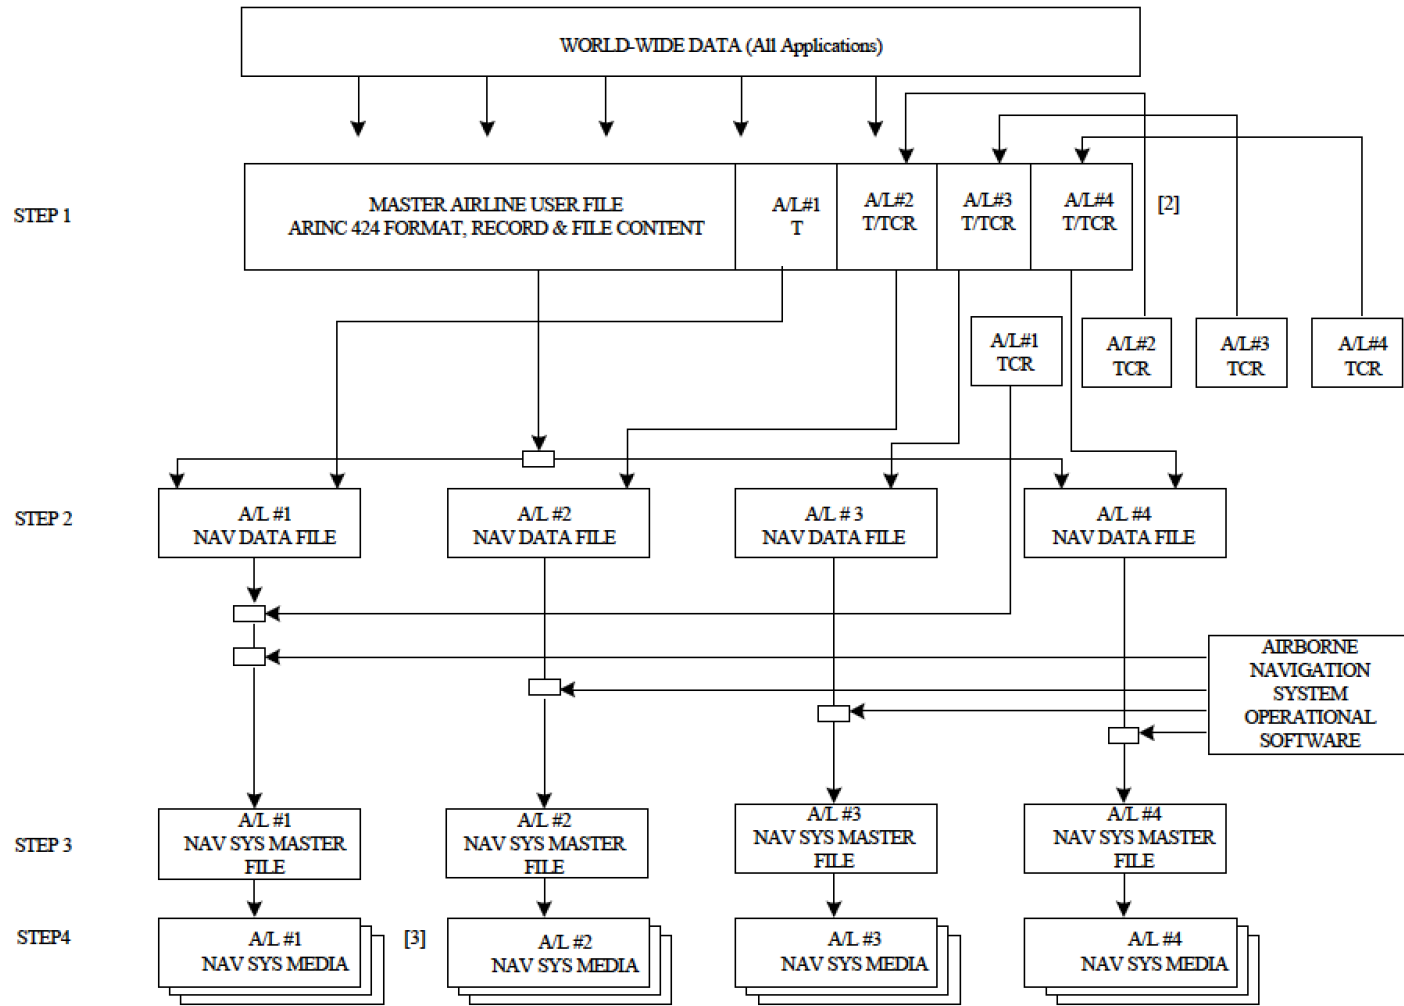 WORLD-WIDE DATA (All Applications)
STEP 1
MASTER AIRLINE USER FILE
ARINC 424 FORMAT, RECORD & FILE CONTENT
A/L#1
T
A/L#2
T/TCR
A/L#3
T/TCR
A/L#4
T/TCR
[2]
A/L#1
TCR
A/L#2
TCR
A/L#3
TCR
A/L#4
TCR
STEP 2
A/L #1
NAV DATA FILE
A/L #2
NAV DATA FILE
A/L # 3
NAV DATA FILE
A/L #4
NAV DATA FILE
AIRBORNE
NAVIGATION
SYSTEM
OPERATIONAL
SOFTWARE
STEP 3
A/L #1
NAV SYS MASTER
FILE
A/L #2
NAV SYS MASTER
FILE
A/L #3
NAV SYS MASTER
FILE
A/L #4
NAV SYS MASTER
FILE
STEP4
A/L #1
NAV SYS MEDIA
[3]
A/L #2
NAV SYS MEDIA
A/L #3
NAV SYS MEDIA
A/L #4
NAV SYS MEDIA